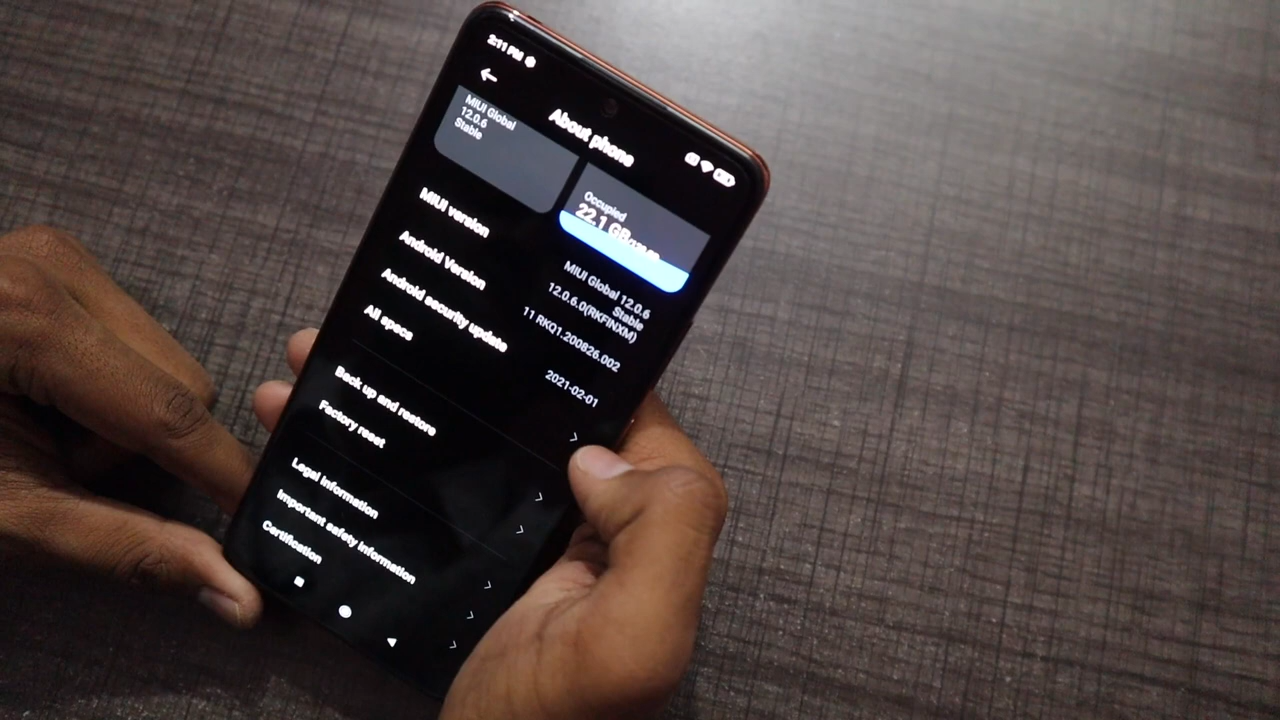 2:11 PM
About phone
MIUI Global
12.0.6
Stable
Occupied
22.1 GB
MIUI version
MIUI Global 12.0.6
Stable
12.0.6.0(RKFINXM)
Android Version
11 RKQ1.200826.002
Android security update
2021-02-01
All specs
Back up and restore
Factory reset
Legal information
Important safety information
Certification